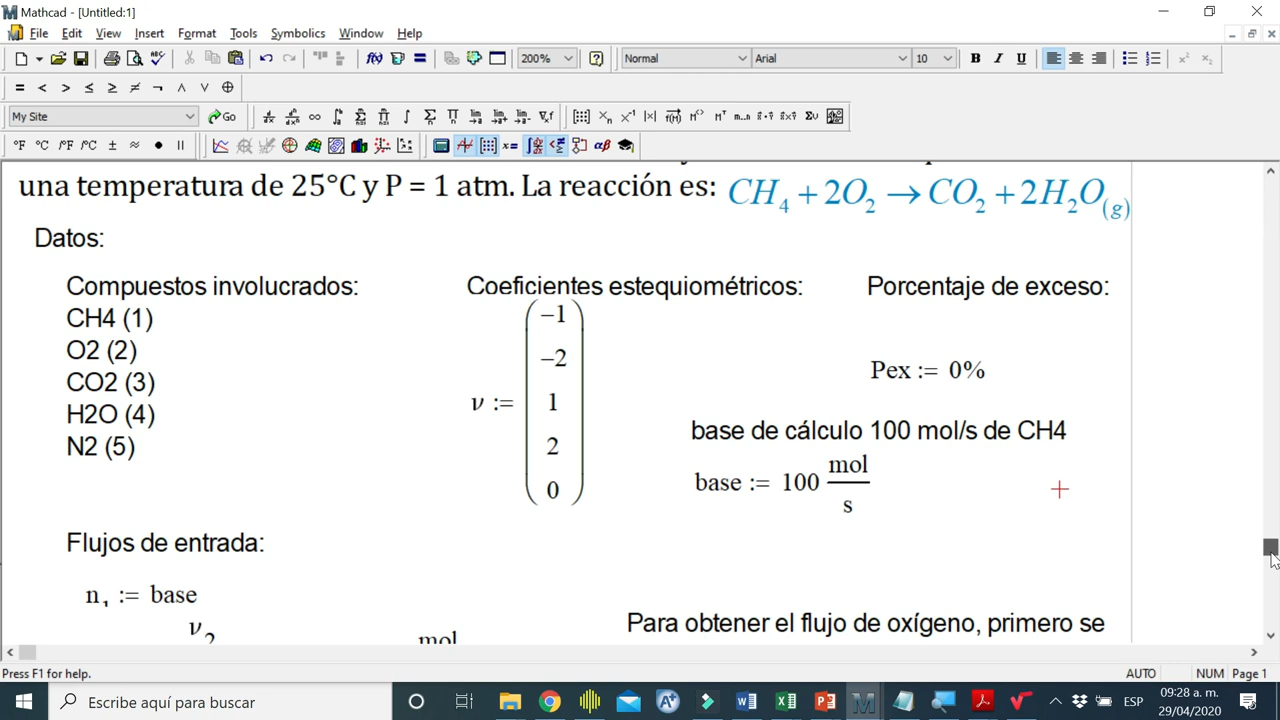 Mathcad - [Untitled:1]
File Edit View Insert Format Tools Symbolics Window Help
200% Normal Arial 10 B I U
My Site Go
°F °C /°F /°C
una temperatura de 25°C y P = 1 atm. La reacción es: CH4 + 2O2 → CO2 + 2H2O(g)
Datos:
Compuestos involucrados: Coeficientes estequiométricos: Porcentaje de exceso:
CH4 (1)
O2 (2)
CO2 (3)
H2O (4)
N2 (5)
ν := (-1 -2 1 2 0)
Pex := 0%
base de cálculo 100 mol/s de CH4
base := 100 mol/s
Flujos de entrada:
n1 := base
ν2 mol
Para obtener el flujo de oxígeno, primero se
Press F1 for help. AUTO NUM Page 1
Escribe aquí para buscar ESP 09:28 a. m.
29/04/2020